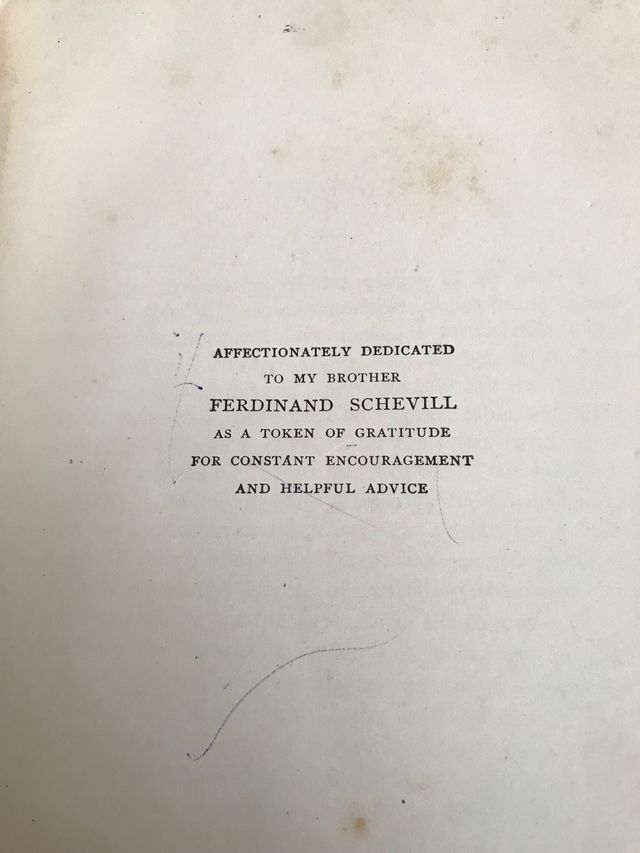 AFFECTIONATELY DEDICATED
TO MY BROTHER
FERDINAND SCHEVILL
AS A TOKEN OF GRATITUDE
FOR CONSTANT ENCOURAGEMENT
AND HELPFUL ADVICE